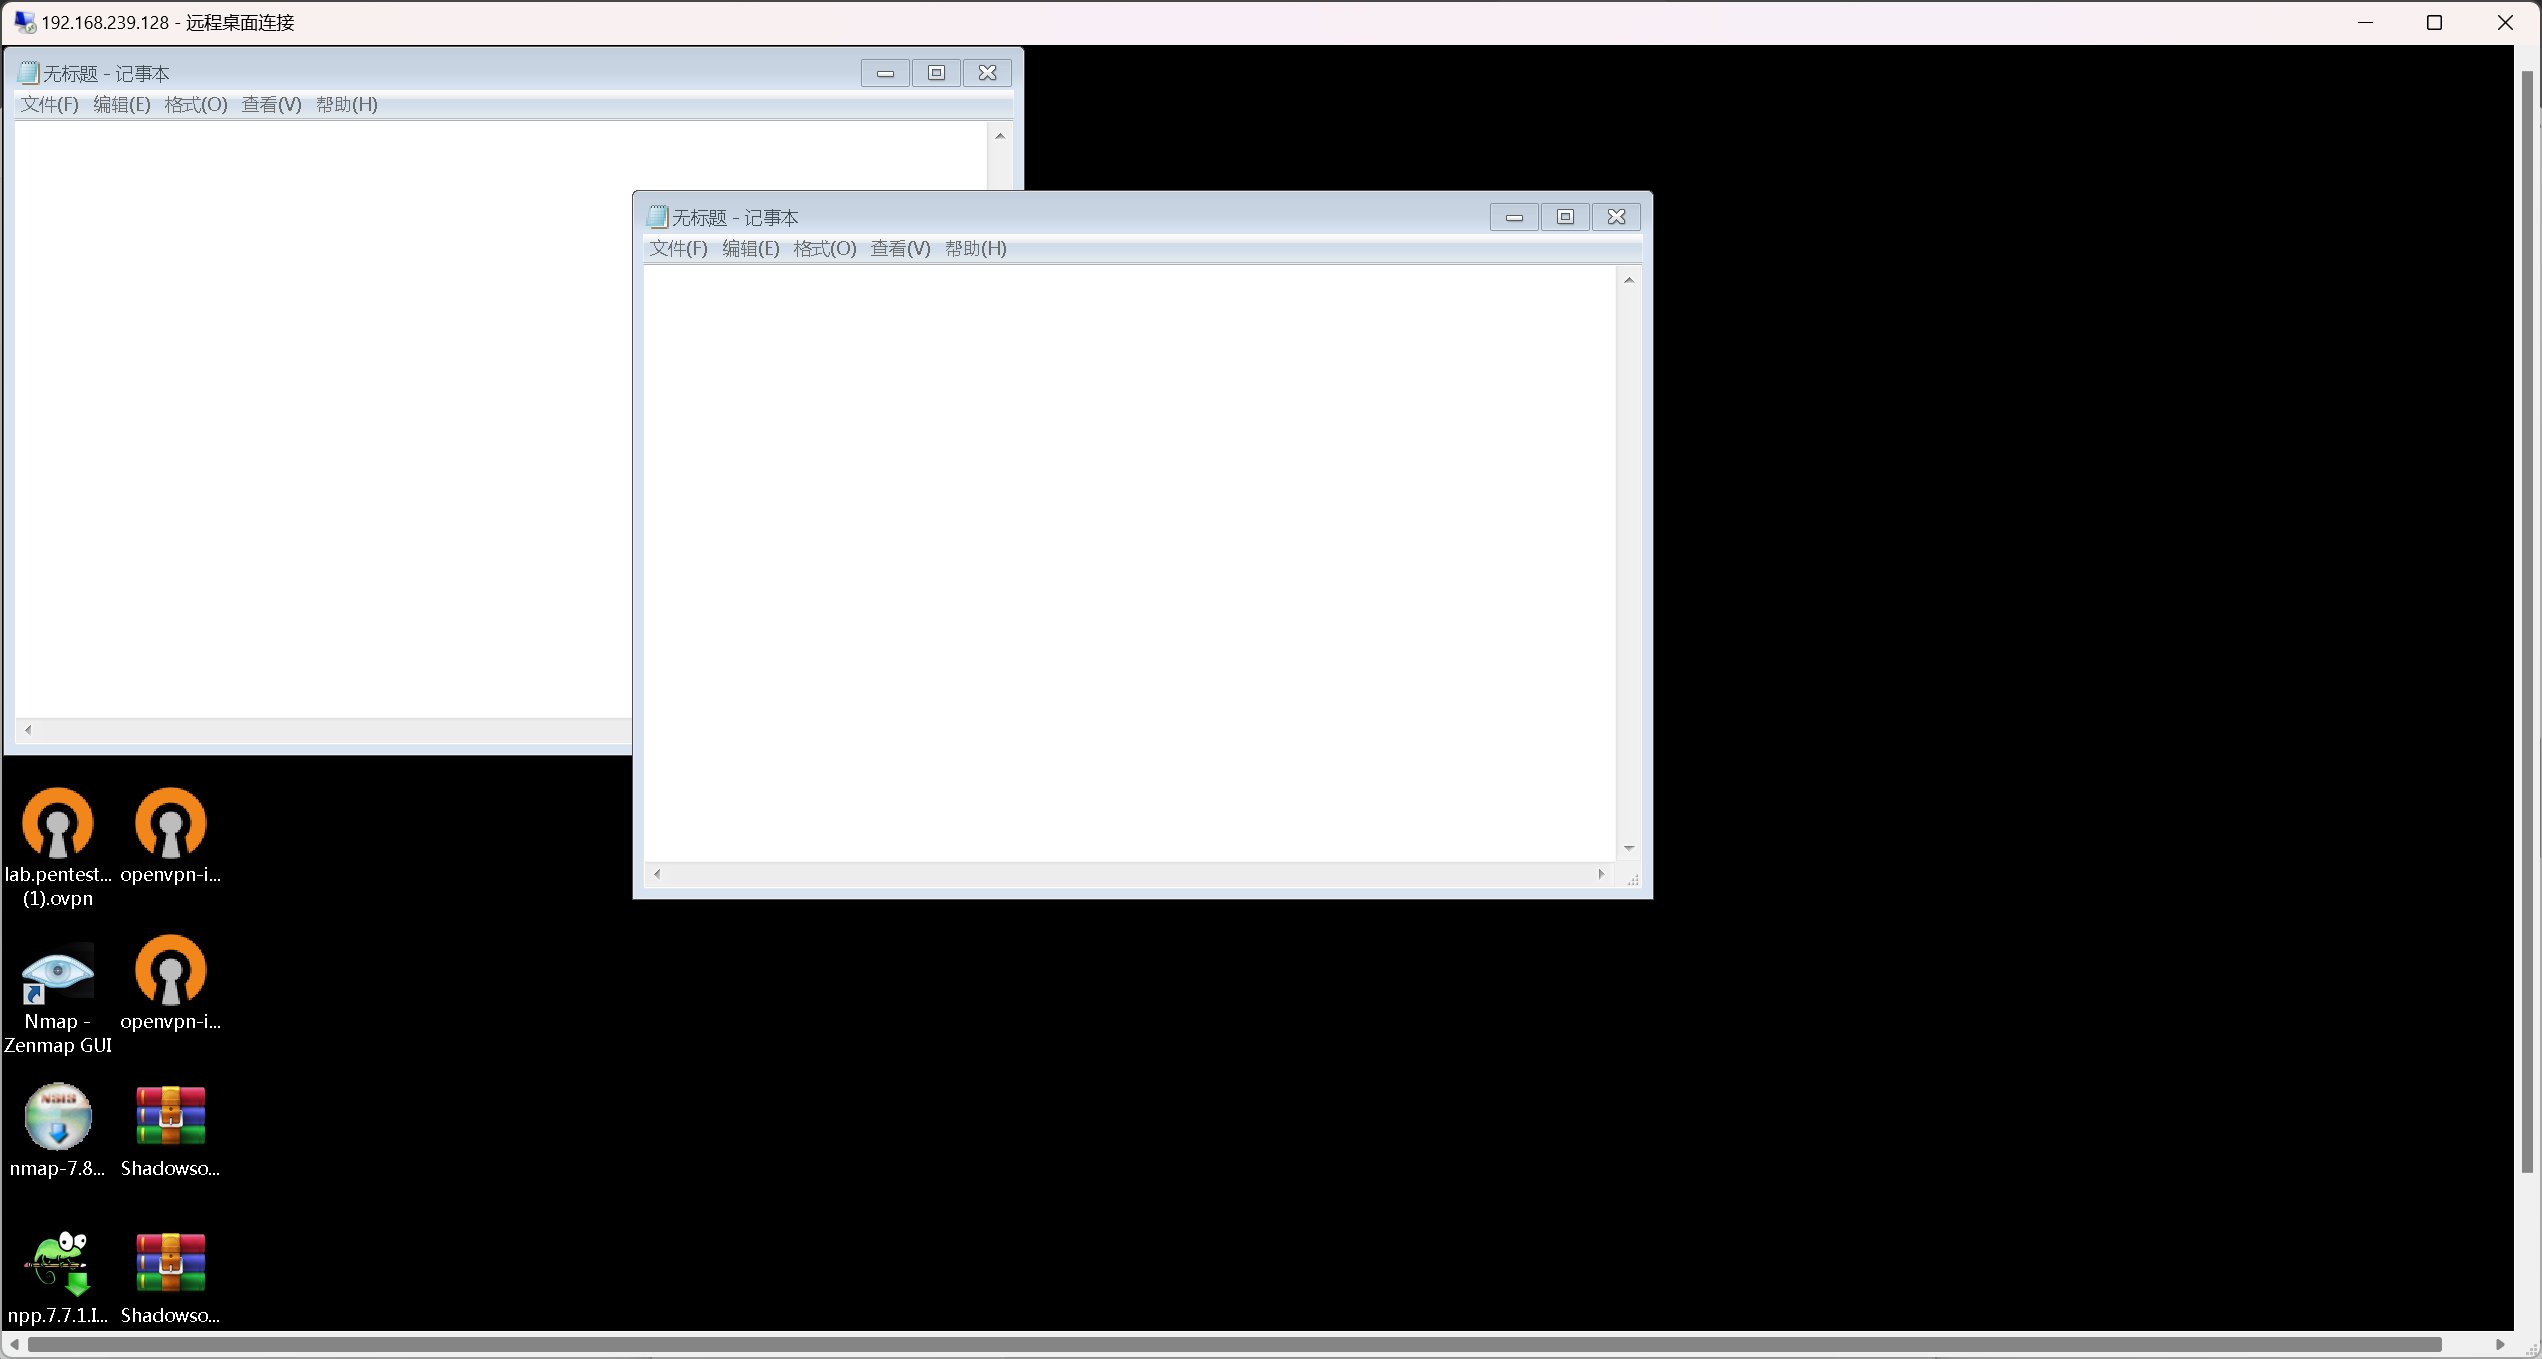 192.168.239.128 - 远程桌面连接
无标题 - 记事本
文件(F) 编辑(E) 格式(O) 查看(V) 帮助(H)
无标题 - 记事本
文件(F) 编辑(E) 格式(O) 查看(V) 帮助(H)
lab.pentest... openvpn-i...
(1).ovpn
Nmap - openvpn-i...
Zenmap GUI
NSIS
nmap-7.8... Shadowso...
npp.7.7.1.I... Shadowso...